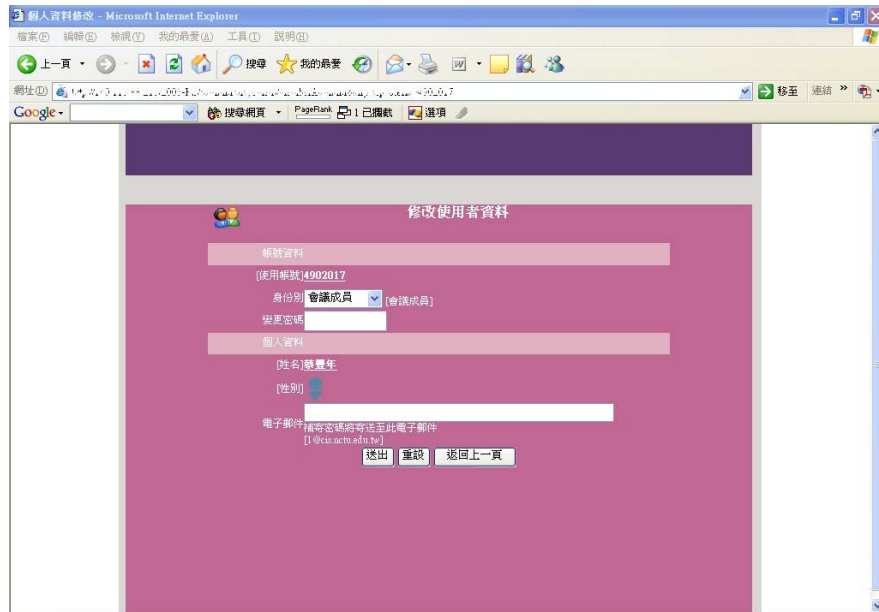 個人資料修改 - Microsoft Internet Explorer
檔案(F) 編輯(E) 檢視(V) 我的最愛(A) 工具(T) 說明(H)
上一頁 搜尋 我的最愛
網址(D) 移至 連結 »
Google 搜尋網頁 PageRank 1 已攔截 選項
修改使用者資料
帳號資料
[使用帳號]4902017
身份別 會議成員 [會議成員]
變更密碼
個人資料
[姓名]蔡豐年
[性別]
電子郵件
補寄密碼將寄送至此電子郵件
[1@cis.nctu.edu.tw]
送出 重設 返回上一頁